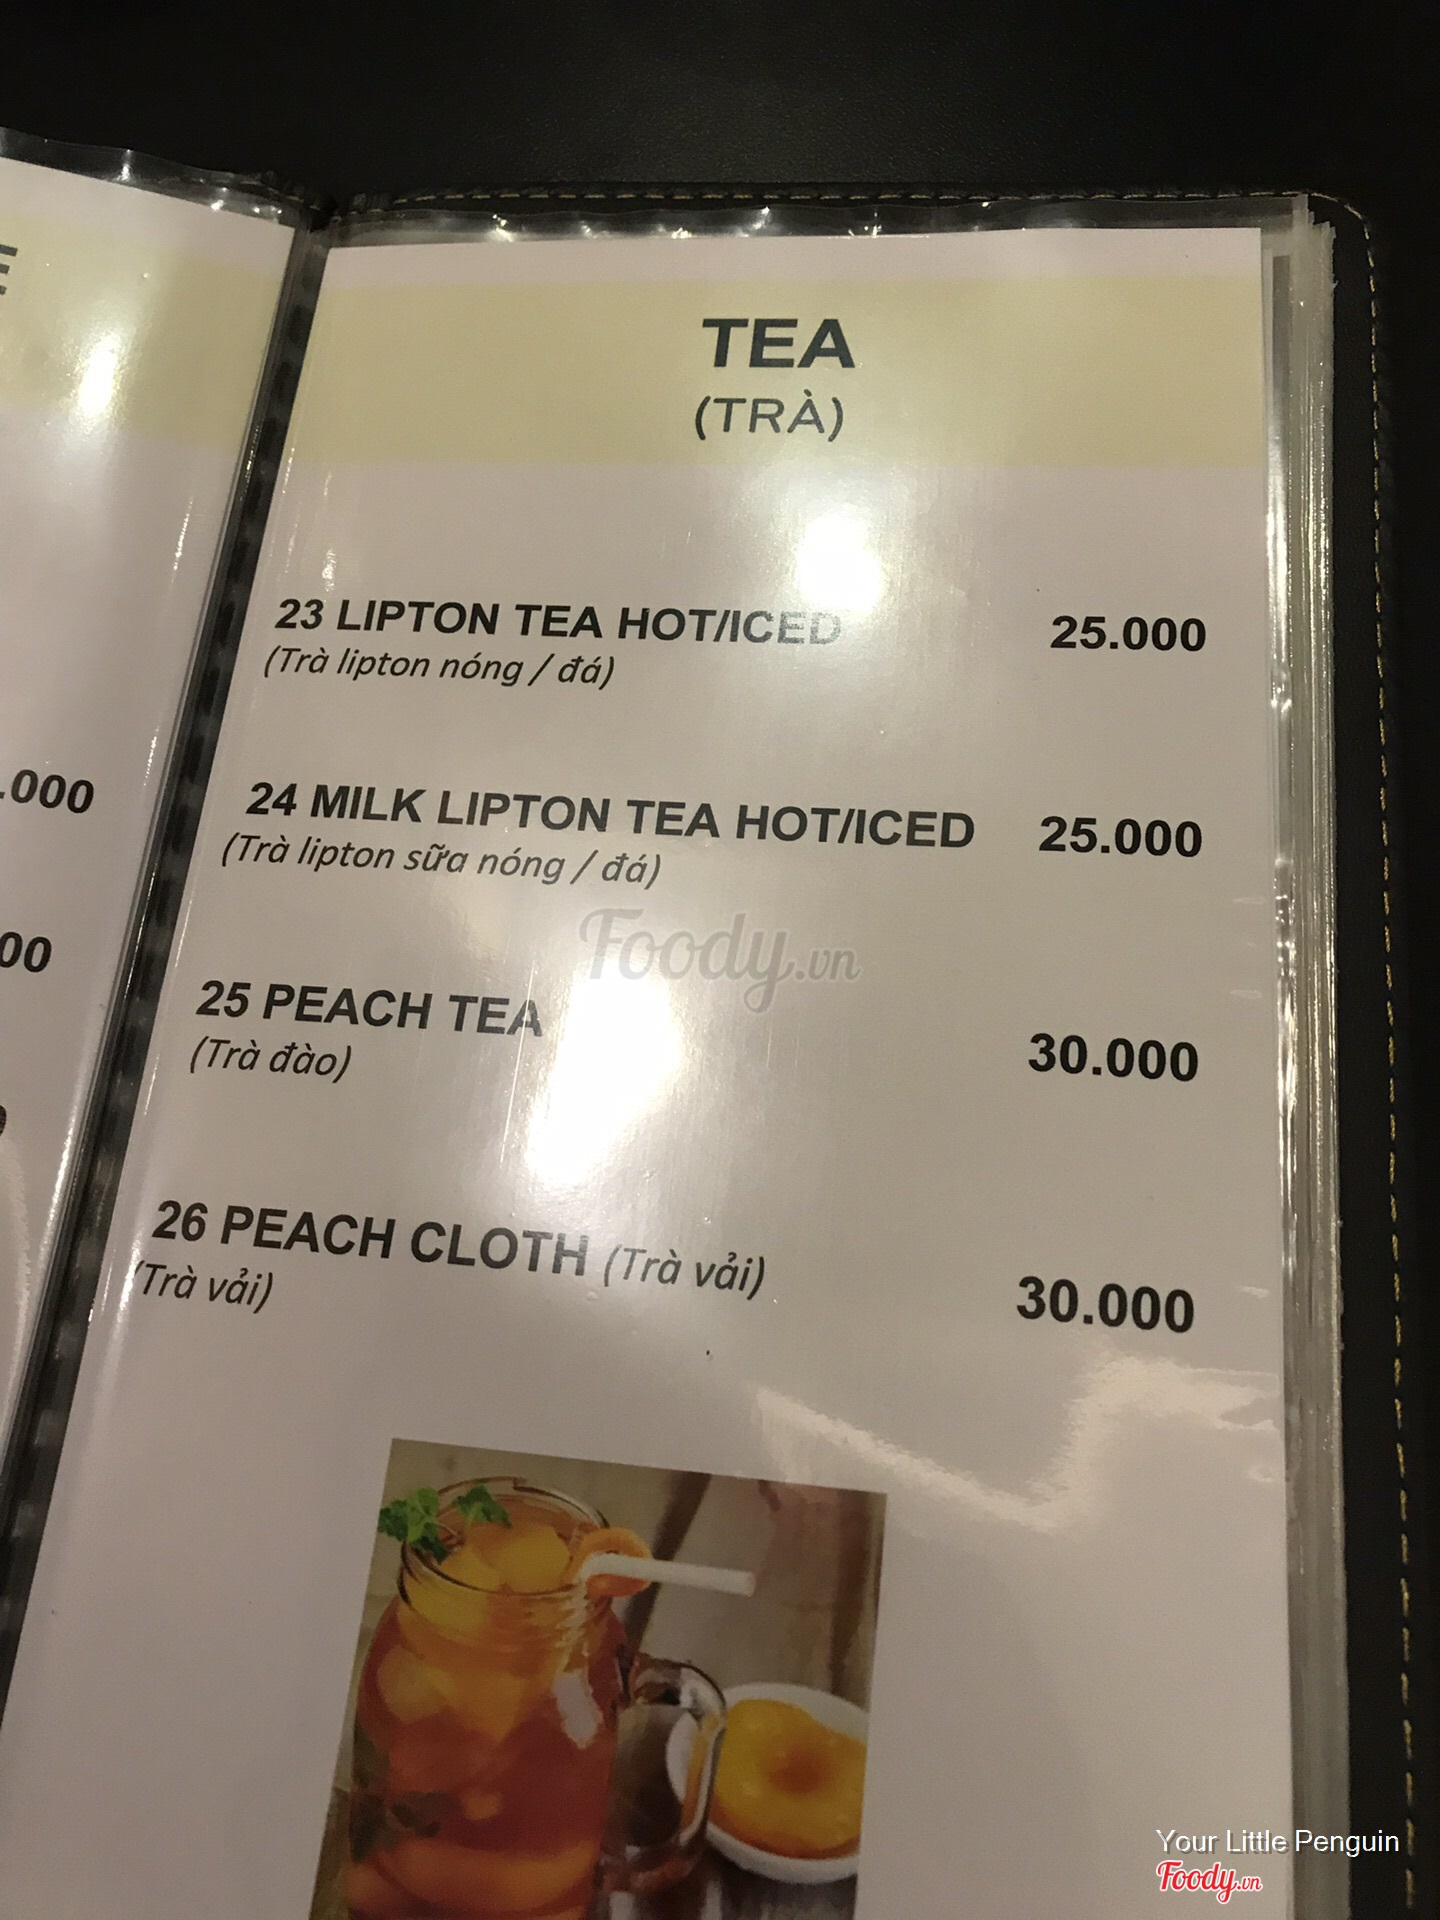 TEA
(TRÀ)
23 LIPTON TEA HOT/ICED 25.000
(Trà lipton nóng / đá)
24 MILK LIPTON TEA HOT/ICED 25.000
(Trà lipton sữa nóng / đá)
Foody.vn
25 PEACH TEA 30.000
(Trà đào)
26 PEACH CLOTH (Trà vải) 30.000
(Trà vải)
.000
00
Your Little Penguin
Foody.vn